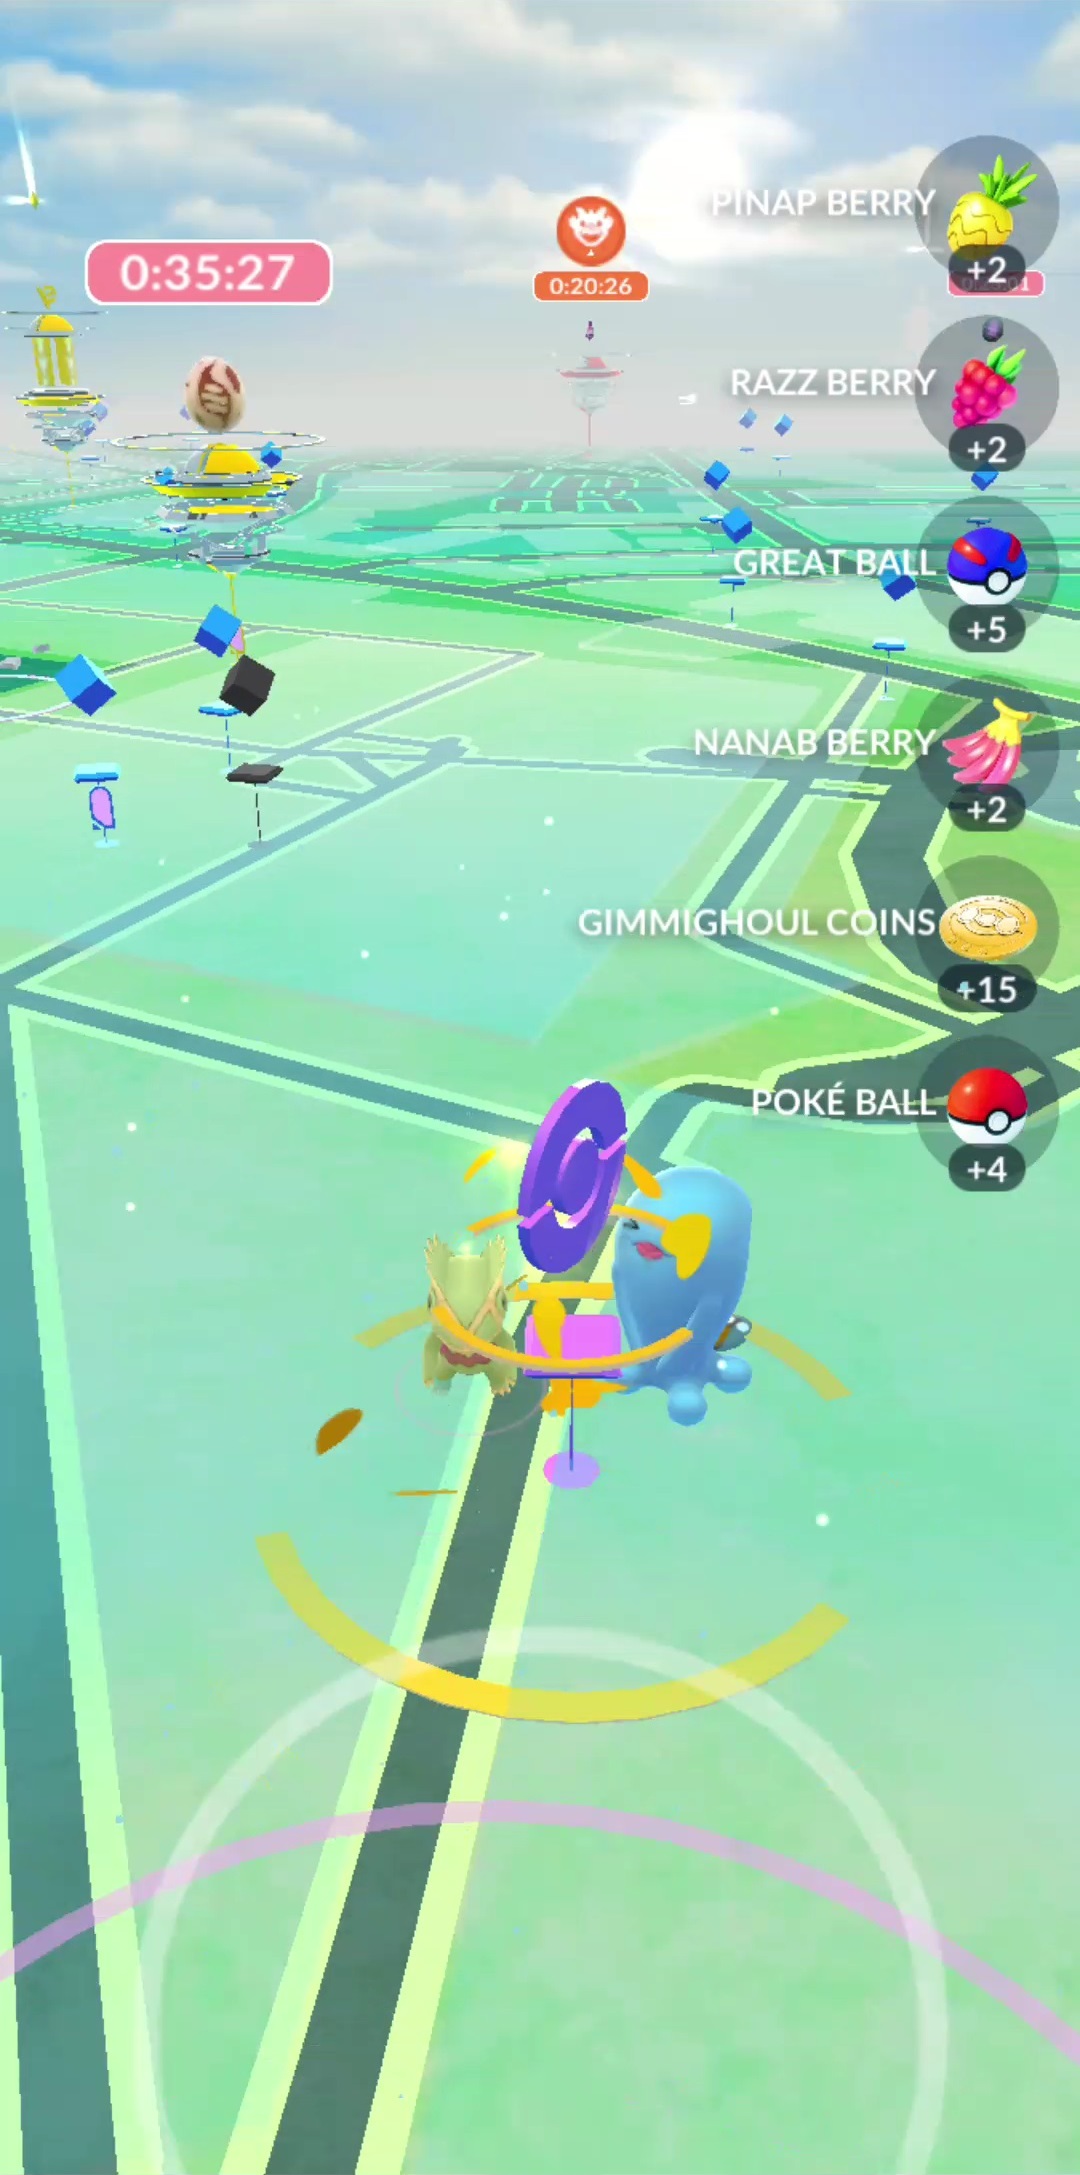 PINAP BERRY
+2
0:35:27
0:20:26
RAZZ BERRY
+2
GREAT BALL
+5
NANAB BERRY
+2
GIMMIGHOUL COINS
+15
POKÉ BALL
+4